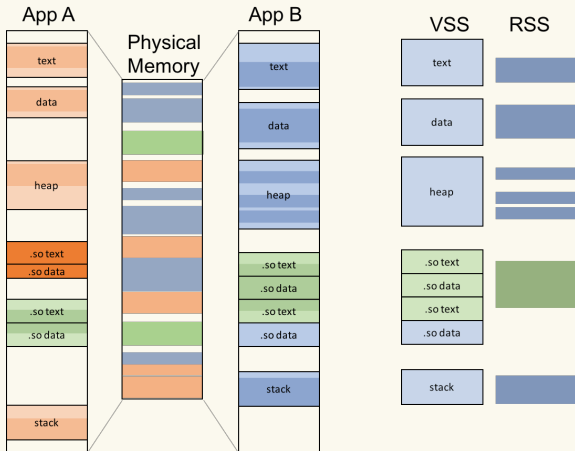 App A
Physical
Memory
App B
VSS
RSS
text
data
heap
.so text
.so data
.so text
.so data
stack
text
data
heap
.so text
.so data
.so text
.so data
stack
text
data
heap
.so text
.so data
.so text
.so data
stack